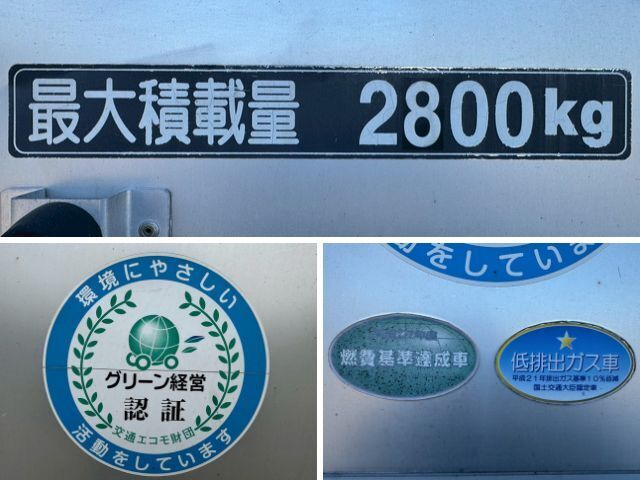 最大積載量 2800kg
環境にやさしい
グリーン経営
認証
交通エコモ財団
活動をしています
動をしていま
燃費基準達成車
低排出ガス車
平成21年排出ガス基準10%低減
国土交通大臣認定車